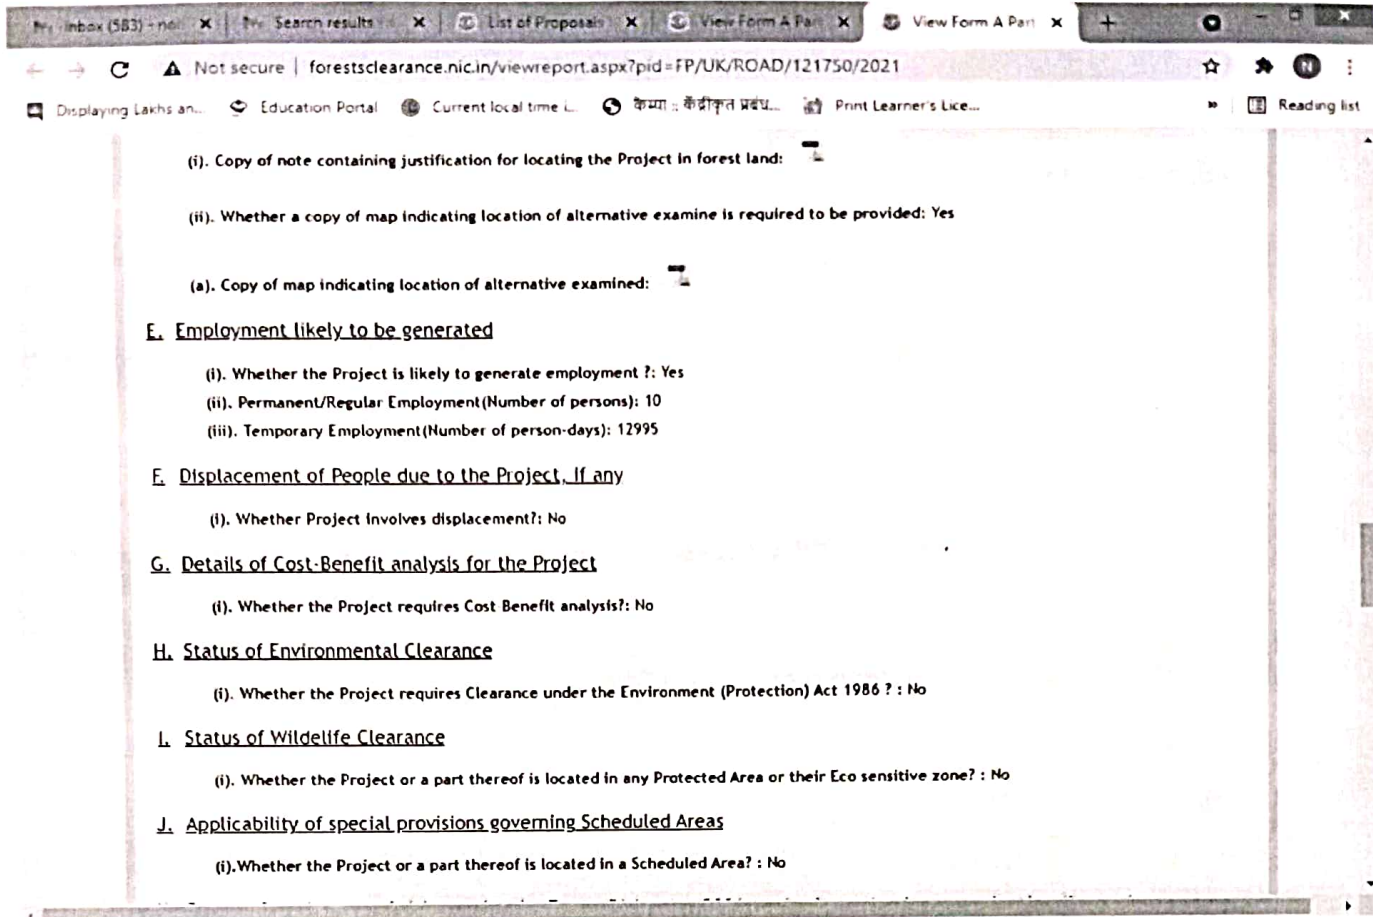 Inbox (583) - no
Search results
List of Proposals
View Form A Par
View Form A Part
Not secure | forestsclearance.nic.in/viewreport.aspx?pid=FP/UK/ROAD/121750/2021
N
Displaying Lakhs an...
Education Portal
Current local time i...
कैम्पा :: केंद्रीकृत प्रबंध...
Print Learner's Lice...
»
Reading list
(i). Copy of note containing justification for locating the Project in forest land:
(ii). Whether a copy of map indicating location of alternative examine is required to be provided: Yes
(a). Copy of map indicating location of alternative examined:
E. Employment likely to be generated
(i). Whether the Project is likely to generate employment ?: Yes
(ii). Permanent/Regular Employment(Number of persons): 10
(iii). Temporary Employment(Number of person-days): 12995
F. Displacement of People due to the Project, If any
(i). Whether Project involves displacement?: No
G. Details of Cost-Benefit analysis for the Project
(i). Whether the Project requires Cost Benefit analysis?: No
H. Status of Environmental Clearance
(i). Whether the Project requires Clearance under the Environment (Protection) Act 1986 ? : No
I. Status of Wildelife Clearance
(i). Whether the Project or a part thereof is located in any Protected Area or their Eco sensitive zone? : No
J. Applicability of special provisions governing Scheduled Areas
(i).Whether the Project or a part thereof is located in a Scheduled Area? : No